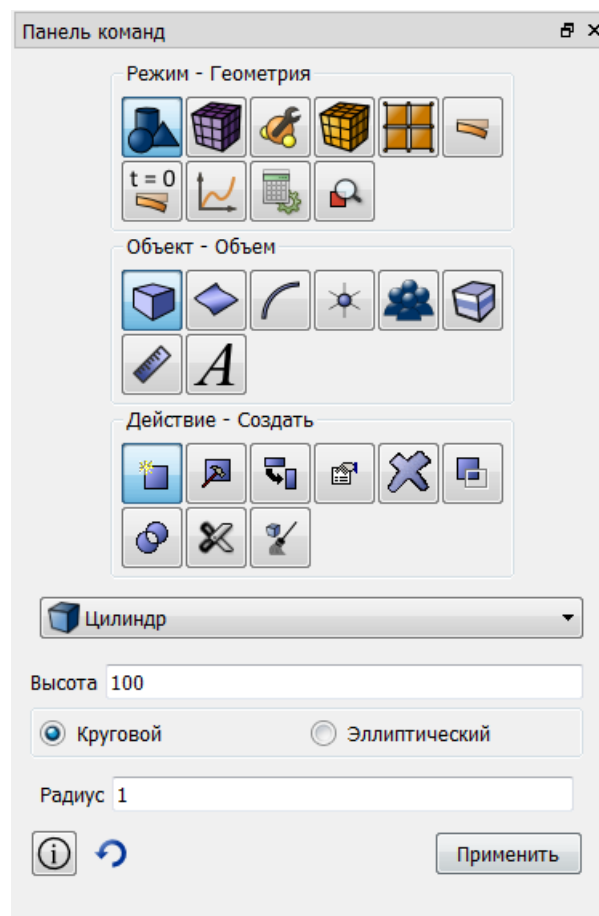 Панель команд
Режим - Геометрия
t = 0
Объект - Объем
A
Действие - Создать
Цилиндр
Высота 100
Круговой Эллиптический
Радиус 1
Применить